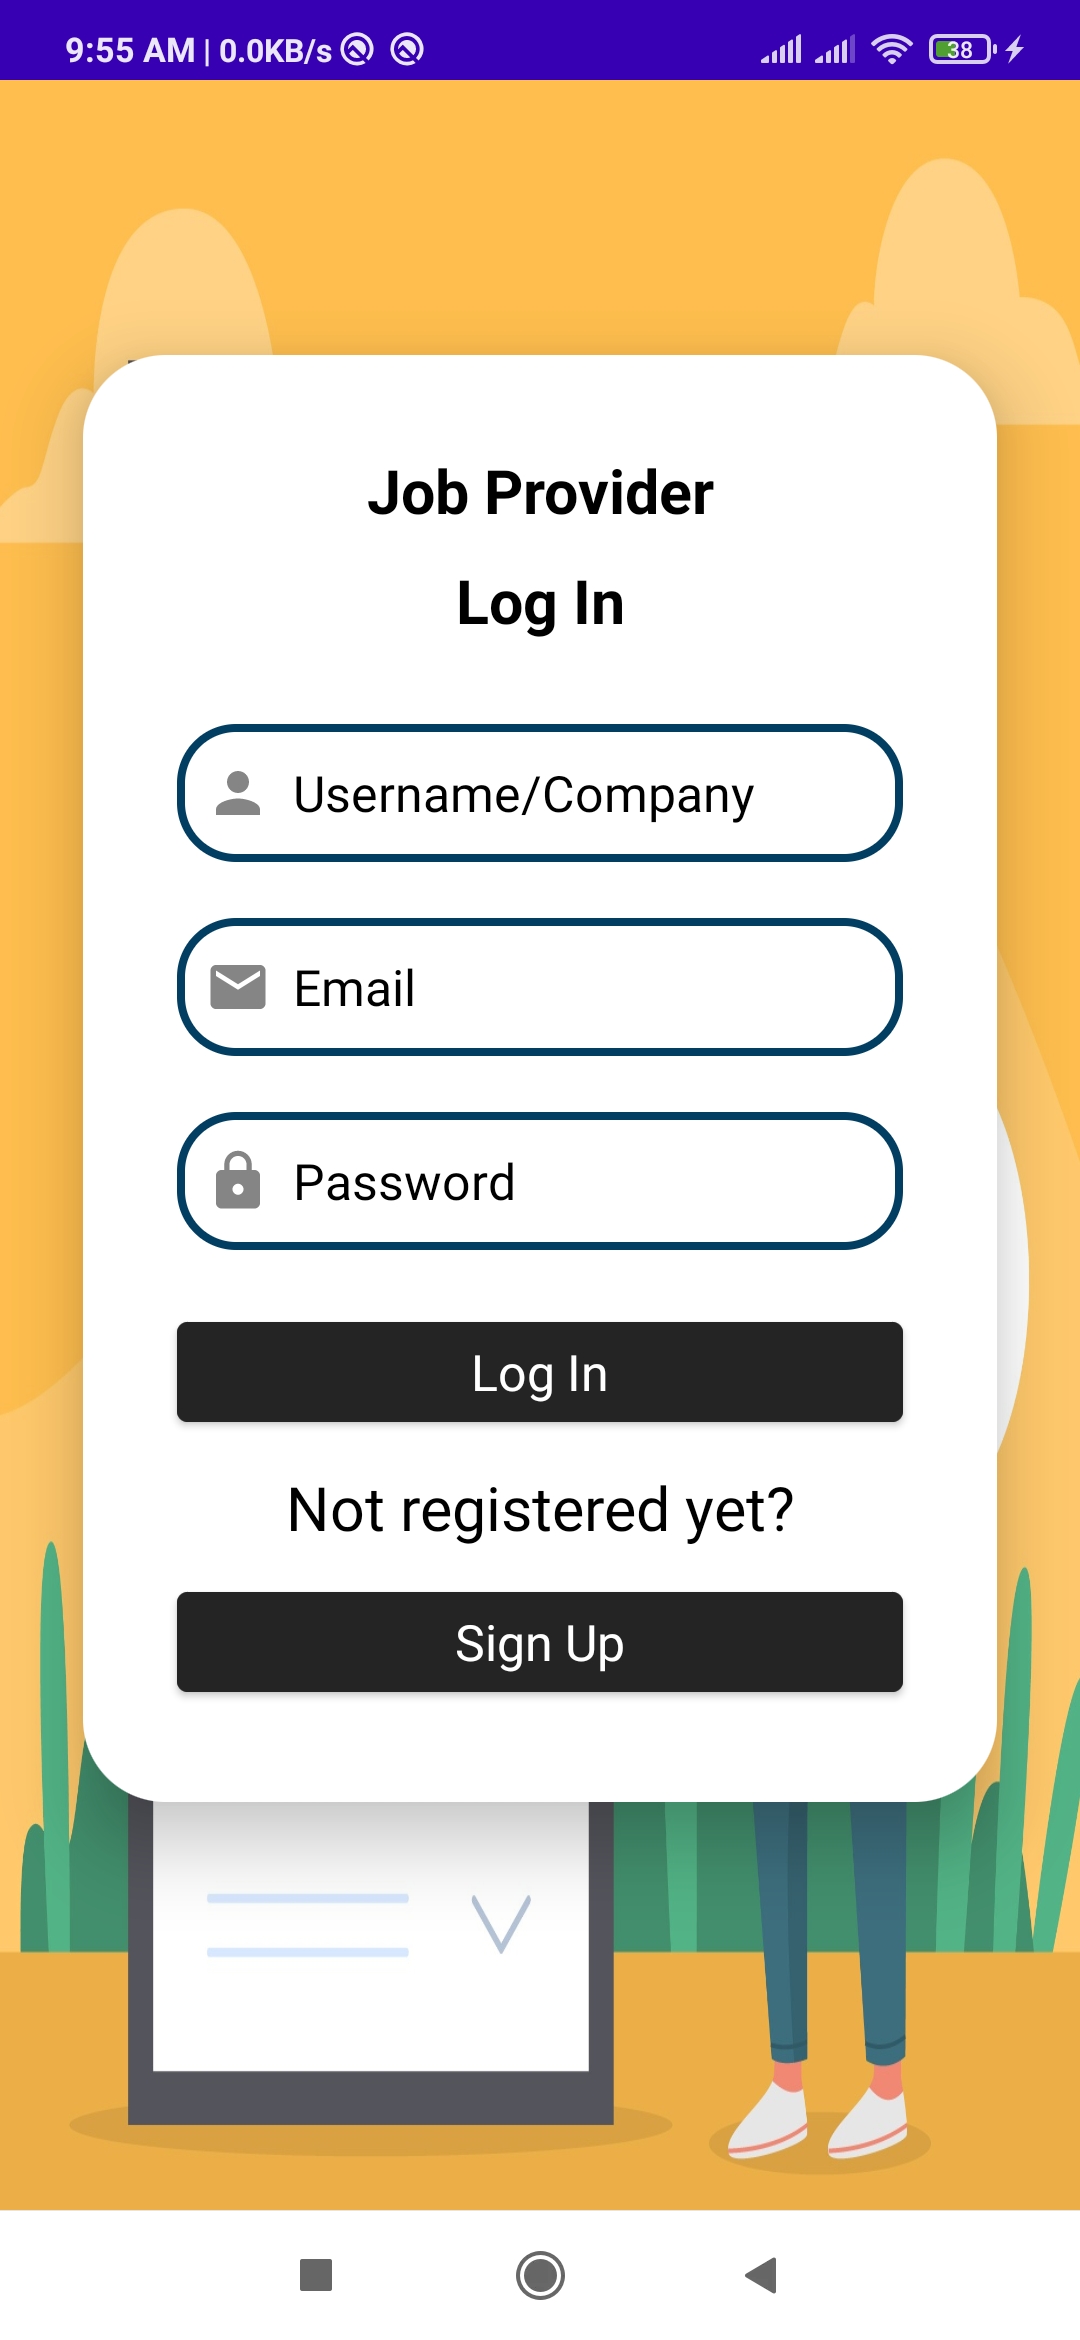 9:55 AM | 0.0KB/s 38
Job Provider
Log In
Username/Company
Email
Password
Log In
Not registered yet?
Sign Up